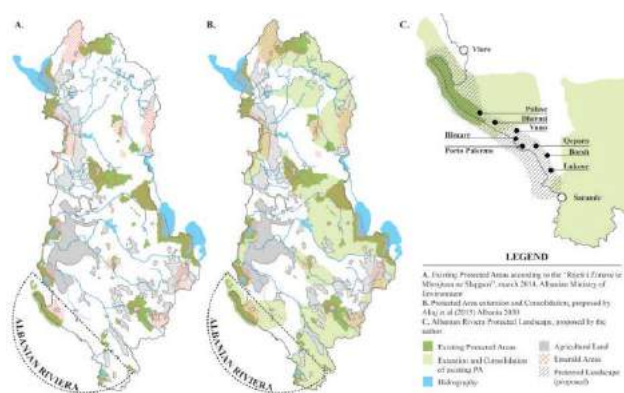 A.
B.
C.
Vlore
Palase
Dhermi
Vuno
Himare
Porto Palermo
Qeparo
Borsh
Lukove
Sarande
ALBANIAN RIVIERA
ALBANIAN RIVIERA
LEGEND
A. Existing Protected Areas according to the "Rrjeti i Zonave te
Mbrojtura ne Shqiperi", march 2014, Albanian Ministry of
Environment
B. Protected Area extension and Consolidation, proposed by
Aliaj et al (2015) Albania 2030
C. Albanian Riviera Protected Landscape, proposed by the
author.
Existing Protected Areas
Extention and Consolidation
of existing PA
Hidrography
Agricultural Land
Emerald Areas
Protected Landscape
(proposed)